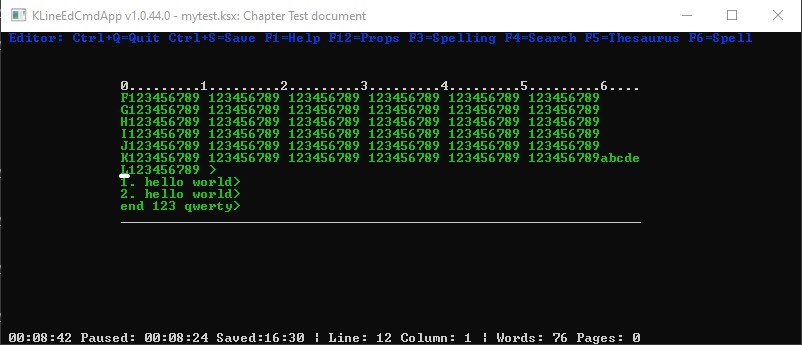 KLineEdCmdApp v1.0.44.0 - mytest.ksx: Chapter Test document
Editor: Ctrl+Q=Quit Ctrl+S=Save F1=Help F12=Props F3=Spelling F4=Search F5=Thesaurus F6=Spell
0.........1.........2.........3.........4.........5.........6....
F123456789 123456789 123456789 123456789 123456789 123456789
G123456789 123456789 123456789 123456789 123456789 123456789
H123456789 123456789 123456789 123456789 123456789 123456789
I123456789 123456789 123456789 123456789 123456789 123456789
J123456789 123456789 123456789 123456789 123456789 123456789
K123456789 123456789 123456789 123456789 123456789 123456789abcde
L123456789 >
1. hello world>
2. hello world>
end 123 qwerty>
00:08:42 Paused: 00:08:24 Saved:16:30 ¦ Line: 12 Column: 1 ¦ Words: 76 Pages: 0